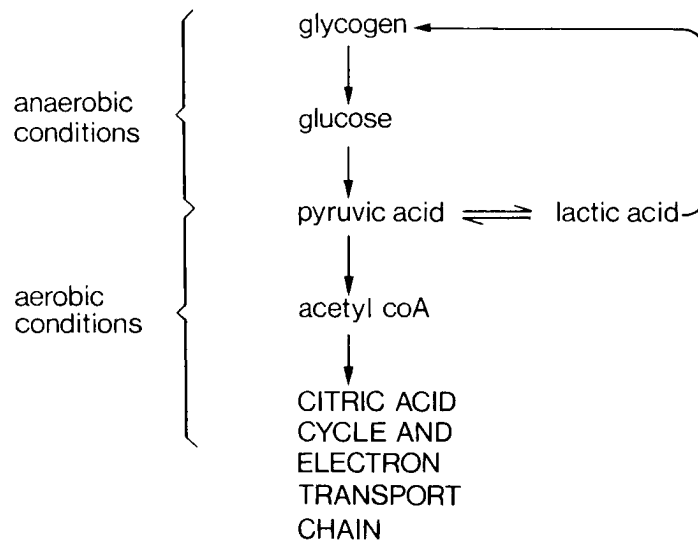 glycogen
anaerobic
conditions
glucose
pyruvic acid
lactic acid
aerobic
conditions
acetyl coA
CITRIC ACID
CYCLE AND
ELECTRON
TRANSPORT
CHAIN